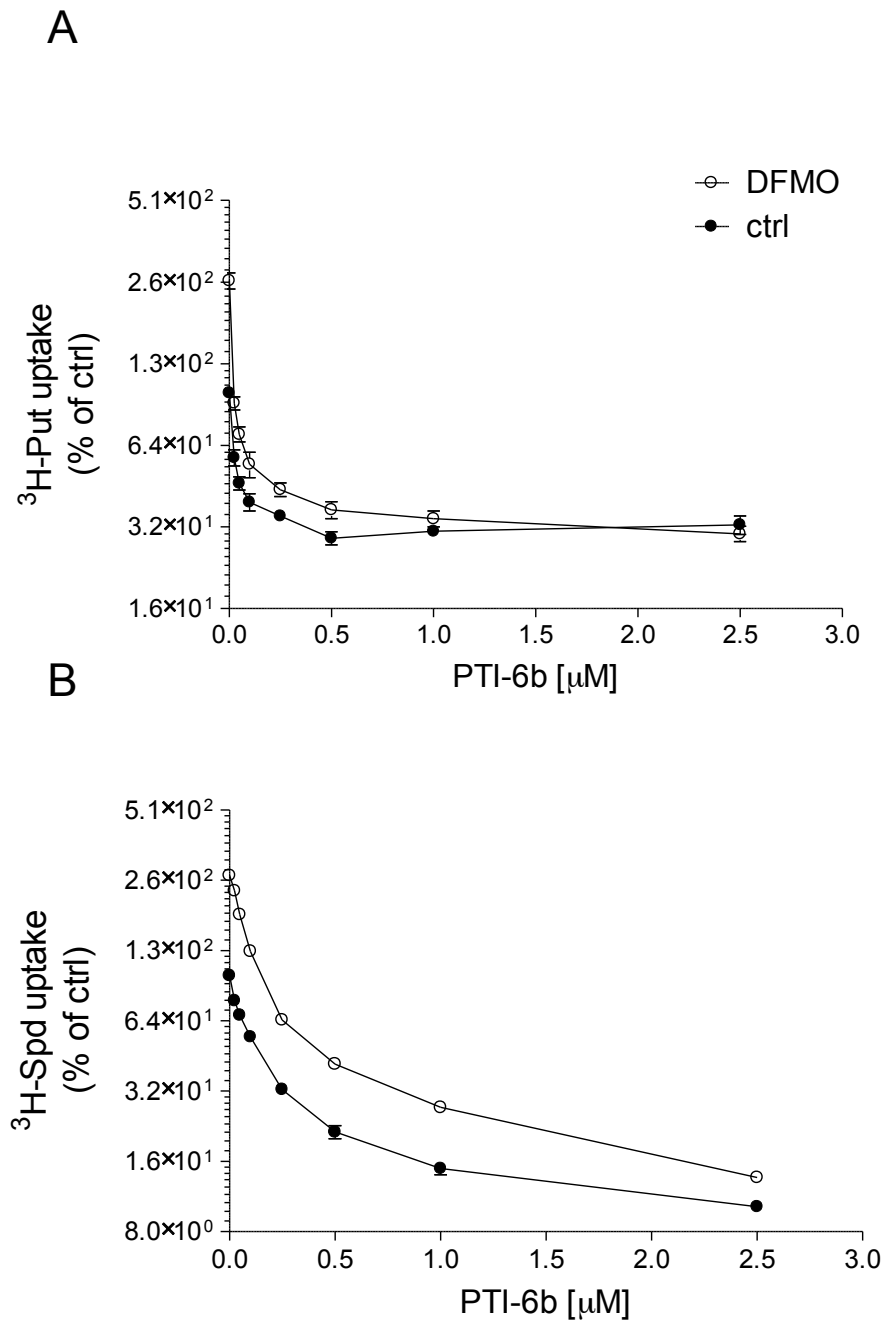 A
DFMO
ctrl
5.1×10²
2.6×10²
1.3×10²
6.4×10¹
3.2×10¹
1.6×10¹
³H-Put uptake
(% of ctrl)
0.0 0.5 1.0 1.5 2.0 2.5 3.0
PTI-6b [μM]
B
5.1×10²
2.6×10²
1.3×10²
6.4×10¹
3.2×10¹
1.6×10¹
8.0×10⁰
³H-Spd uptake
(% of ctrl)
0.0 0.5 1.0 1.5 2.0 2.5 3.0
PTI-6b [μM]